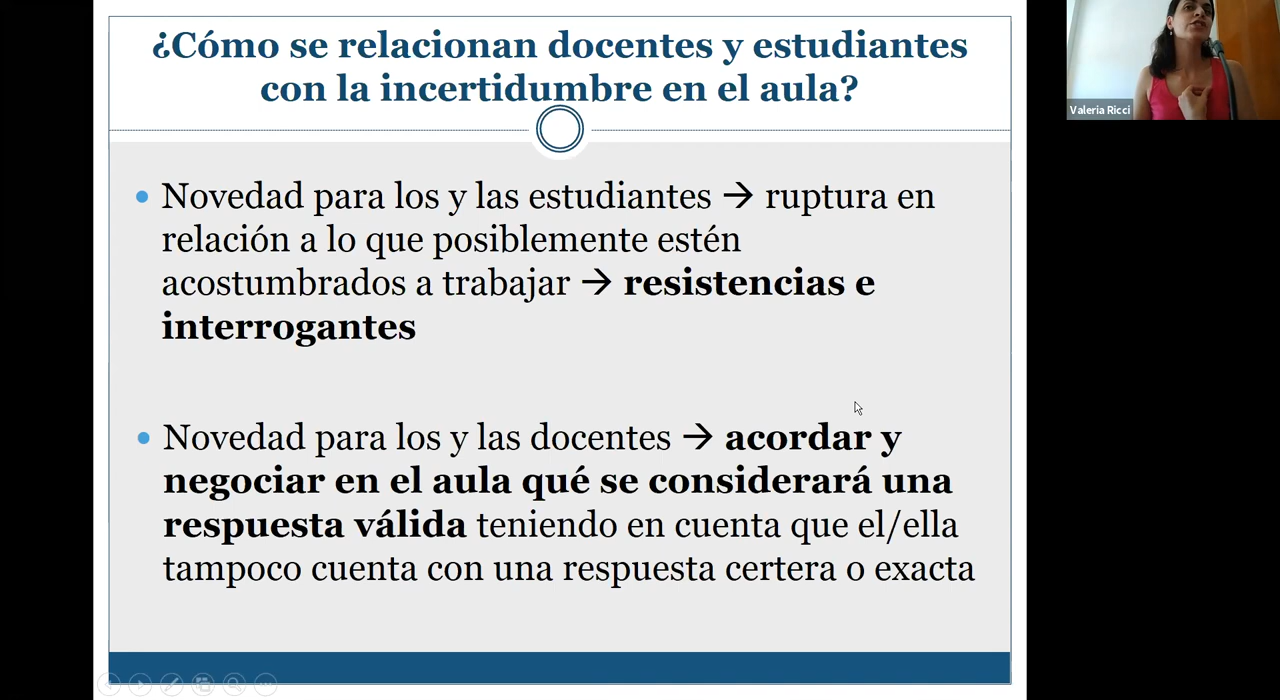 ¿Cómo se relacionan docentes y estudiantes
con la incertidumbre en el aula?
Valeria Ricci
• Novedad para los y las estudiantes → ruptura en
relación a lo que posiblemente estén
acostumbrados a trabajar → resistencias e
interrogantes
• Novedad para los y las docentes → acordar y
negociar en el aula qué se considerará una
respuesta válida teniendo en cuenta que el/ella
tampoco cuenta con una respuesta certera o exacta